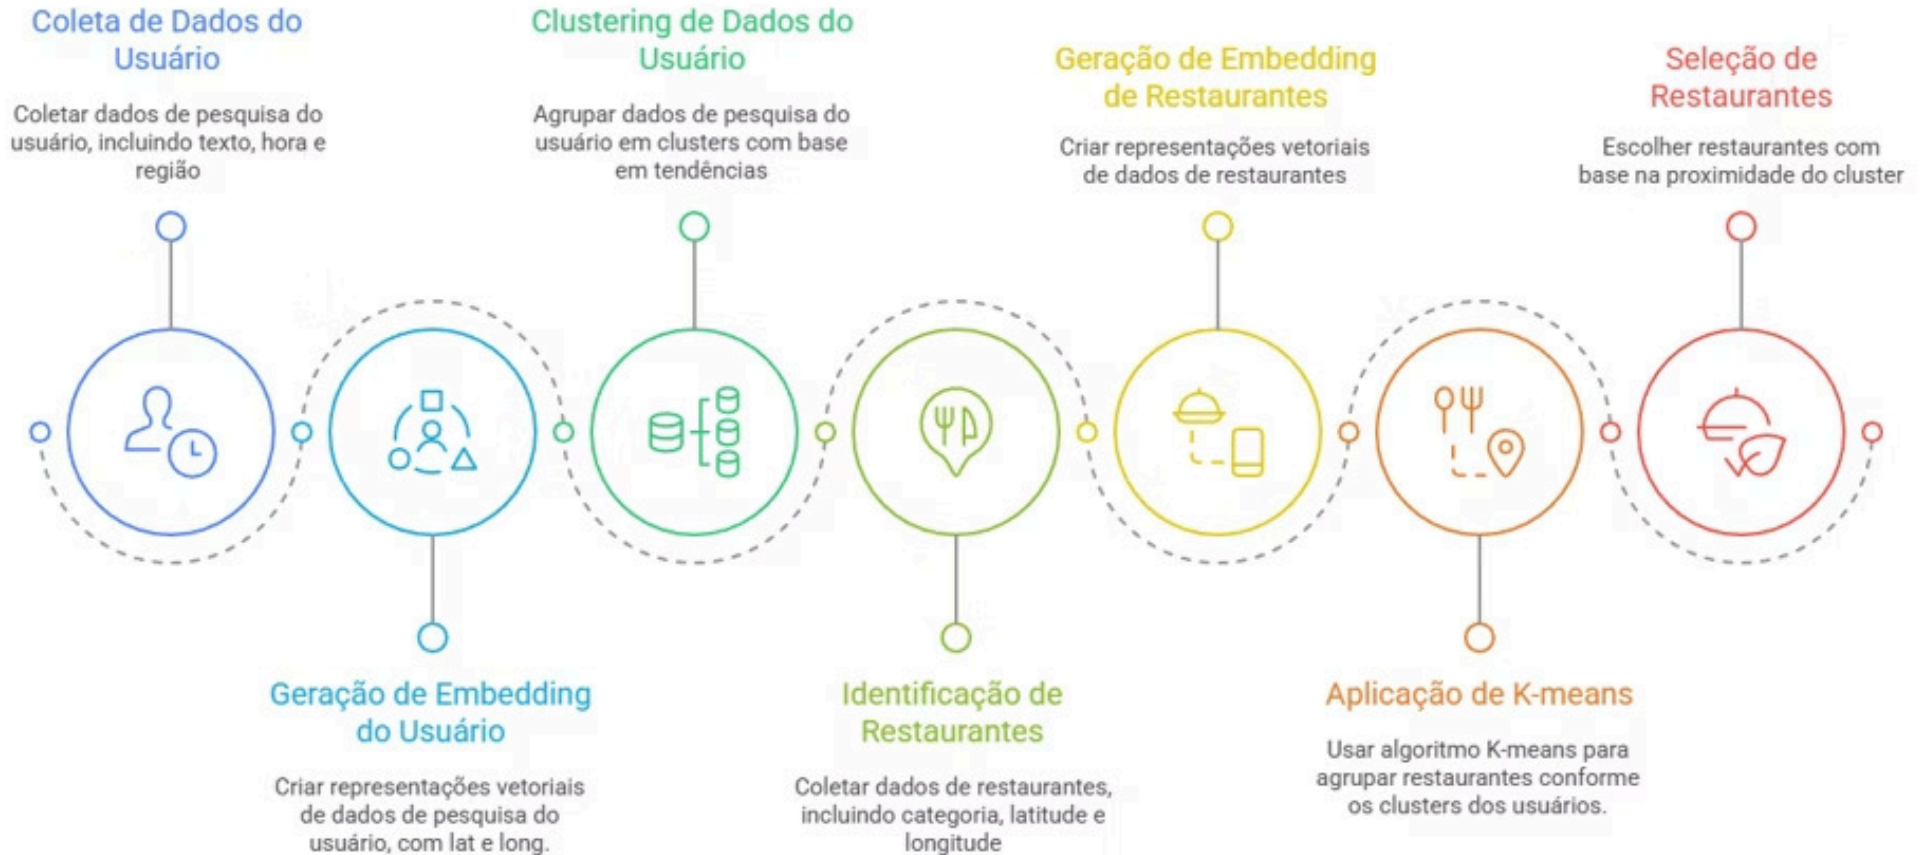 Coleta de Dados do
Usuário
Coletar dados de pesquisa do
usuário, incluindo texto, hora e
região
Geração de Embedding
do Usuário
Criar representações vetoriais
de dados de pesquisa do
usuário, com lat e long.
Clustering de Dados do
Usuário
Agrupar dados de pesquisa do
usuário em clusters com base
em tendências
Identificação de
Restaurantes
Coletar dados de restaurantes,
incluindo categoria, latitude e
longitude
Geração de Embedding
de Restaurantes
Criar representações vetoriais
de dados de restaurantes
Aplicação de K-means
Usar algoritmo K-means para
agrupar restaurantes conforme
os clusters dos usuários.
Seleção de
Restaurantes
Escolher restaurantes com
base na proximidade do cluster